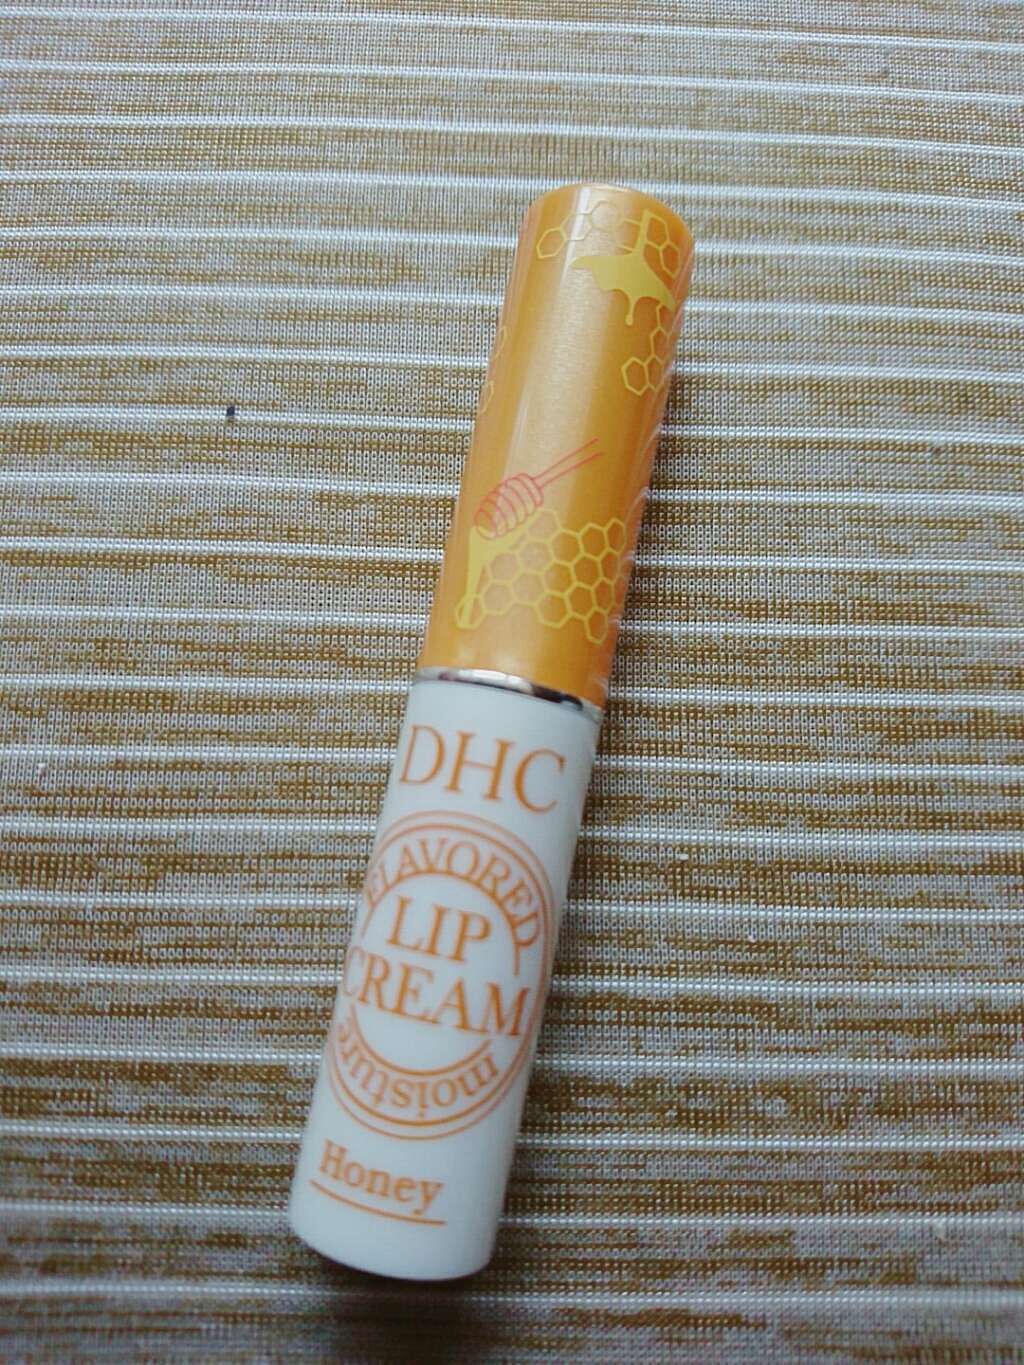 DHC
FLAVORED
LIP
CREAM
moisture
Honey